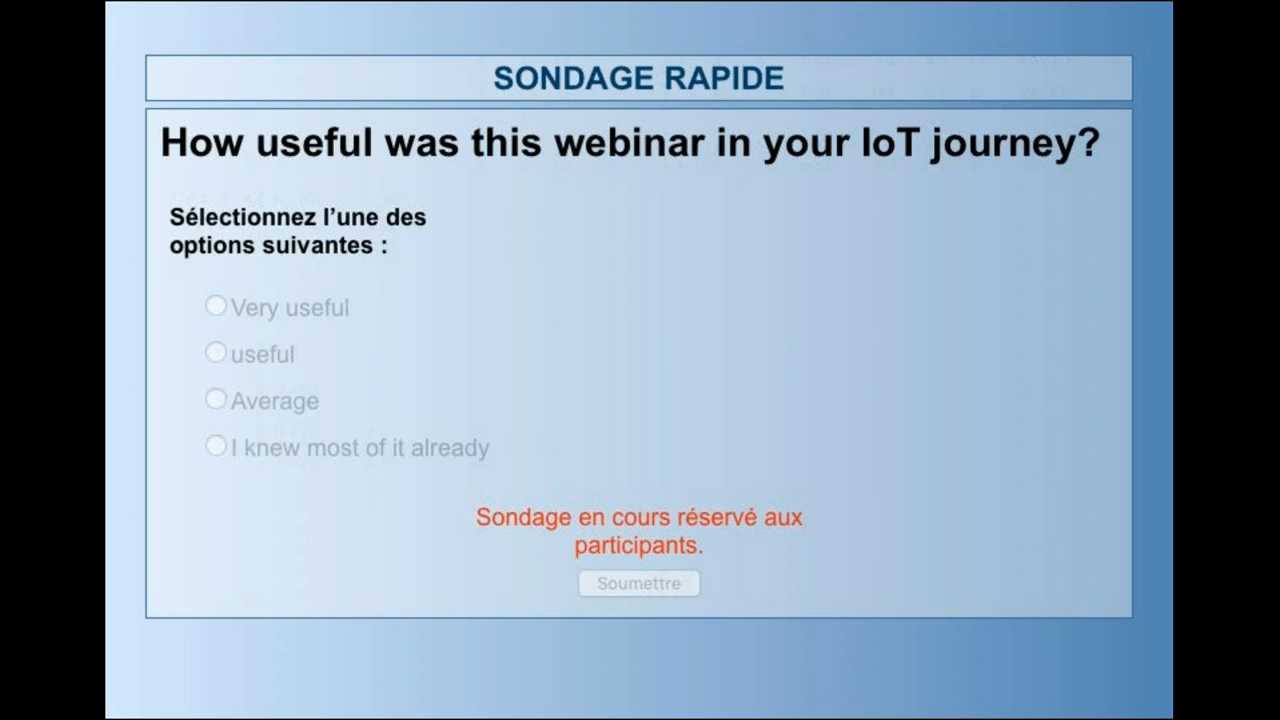 SONDAGE RAPIDE
How useful was this webinar in your IoT journey?
Sélectionnez l’une des
options suivantes :
Very useful
useful
Average
I knew most of it already
Sondage en cours réservé aux
participants.
Soumettre